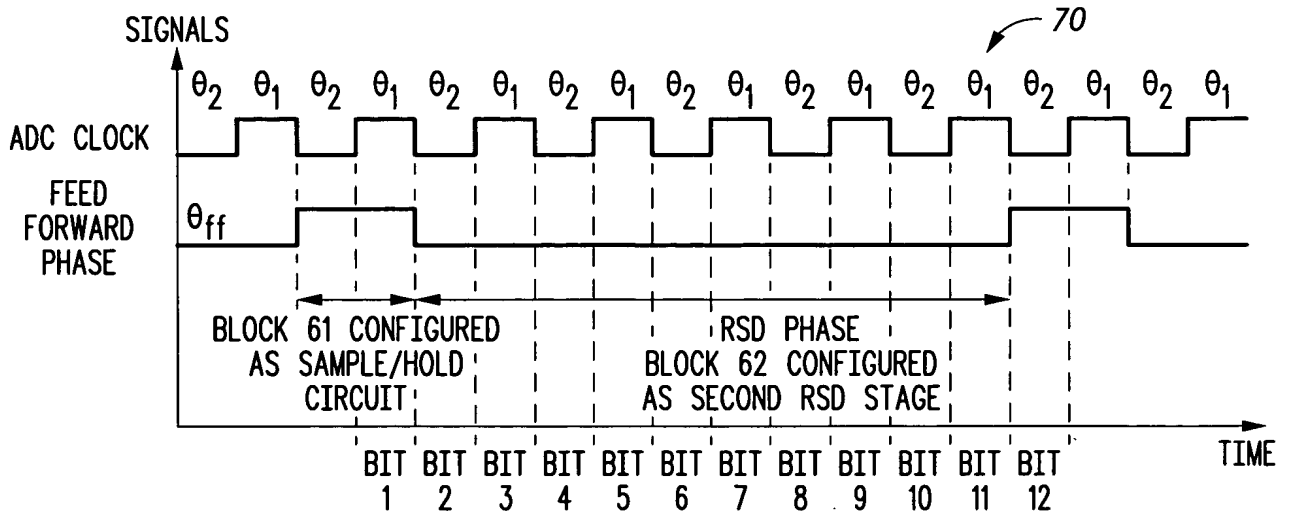 SIGNALS
70
θ2 θ1 θ2 θ1 θ2 θ1 θ2 θ1 θ2 θ1 θ2 θ1 θ2 θ1 θ2 θ1 θ2 θ1
ADC CLOCK
FEED
FORWARD
PHASE
θff
BLOCK 61 CONFIGURED
AS SAMPLE/HOLD
CIRCUIT
RSD PHASE
BLOCK 62 CONFIGURED
AS SECOND RSD STAGE
TIME
BIT BIT BIT BIT BIT BIT BIT BIT BIT BIT BIT BIT
1 2 3 4 5 6 7 8 9 10 11 12